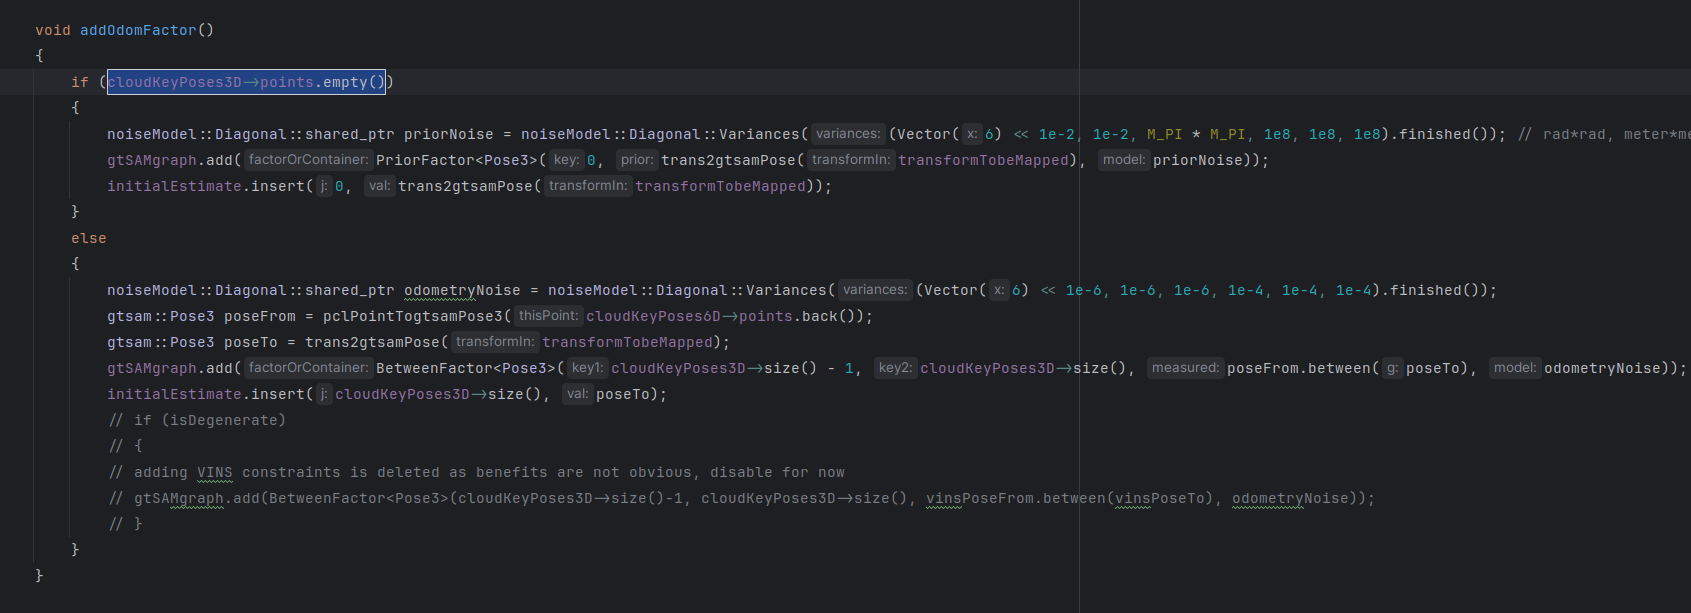 void addOdomFactor()
{
if (cloudKeyPoses3D->points.empty())
{
noiseModel::Diagonal::shared_ptr priorNoise = noiseModel::Diagonal::Variances( variances: (Vector( x: 6) << 1e-2, 1e-2, M_PI * M_PI, 1e8, 1e8, 1e8).finished()); // rad*rad, meter*me
gtSAMgraph.add( factorOrContainer: PriorFactor<Pose3>( key: 0, prior: trans2gtsamPose( transformIn: transformTobeMapped), model: priorNoise));
initialEstimate.insert( j: 0, val: trans2gtsamPose( transformIn: transformTobeMapped));
}
else
{
noiseModel::Diagonal::shared_ptr odometryNoise = noiseModel::Diagonal::Variances( variances: (Vector( x: 6) << 1e-6, 1e-6, 1e-6, 1e-4, 1e-4, 1e-4).finished());
gtsam::Pose3 poseFrom = pclPointTogtsamPose3( thisPoint: cloudKeyPoses6D->points.back());
gtsam::Pose3 poseTo = trans2gtsamPose( transformIn: transformTobeMapped);
gtSAMgraph.add( factorOrContainer: BetweenFactor<Pose3>( key1: cloudKeyPoses3D->size() - 1, key2: cloudKeyPoses3D->size(), measured: poseFrom.between( g: poseTo), model: odometryNoise));
initialEstimate.insert( j: cloudKeyPoses3D->size(), val: poseTo);
// if (isDegenerate)
// {
// adding VINS constraints is deleted as benefits are not obvious, disable for now
// gtSAMgraph.add(BetweenFactor<Pose3>(cloudKeyPoses3D->size()-1, cloudKeyPoses3D->size(), vinsPoseFrom.between(vinsPoseTo), odometryNoise));
// }
}
}